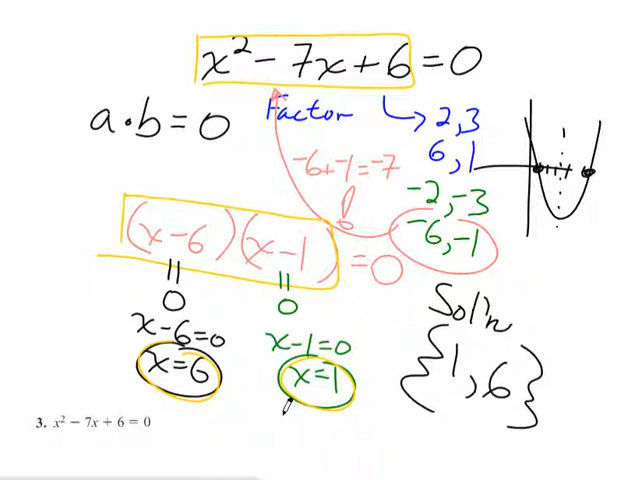 x² - 7x + 6 = 0
a·b = 0
Factor
2,3
6,1
-6+-1=-7
-2,-3
-6,-1
(x-6)(x-1) = 0
0
0
x-6=0
x-1=0
x=6
x=1
Sol'n
{1,6}
3. x² − 7x + 6 = 0